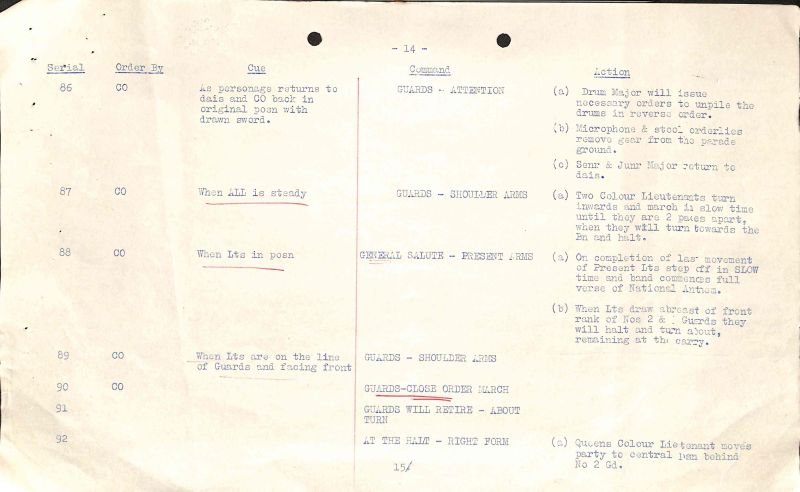 - 14 -
Serial Order By Cue Command Action
86 CO As personage returns to dais and CO back in original posn with drawn sword. GUARDS - ATTENTION
(a) Drum Major will issue
necessary orders to unpile the
drums in reverse order.
(b) Microphone & stool orderlies
remove gear from the parade
ground.
(c) Senr & Junr Major return to
dais.
87 CO When ALL is steady GUARDS - SHOULDER ARMS
(a) Two Colour Lieutenants turn
inwards and march in slow time
until they are 2 paces apart,
when they will turn towards the
Bn and halt.
88 CO When Lts in posn GENERAL SALUTE - PRESENT ARMS
(a) On completion of last movement
of Present Lts step off in SLOW
time and band commences full
verse of National Anthem.
(b) When Lts draw abreast of front
rank of Nos 2 & Guards they
will halt and turn about,
remaining at the carry.
89 CO When Lts are on the line
of Guards and facing front
GUARDS - SHOULDER ARMS
90 CO GUARDS-CLOSE ORDER MARCH
91 GUARDS WILL RETIRE - ABOUT
TURN
92 AT THE HALT - RIGHT FORM
(a) Queens Colour Lieutenant moves
party to central psn behind
No 2 Gd.
15/